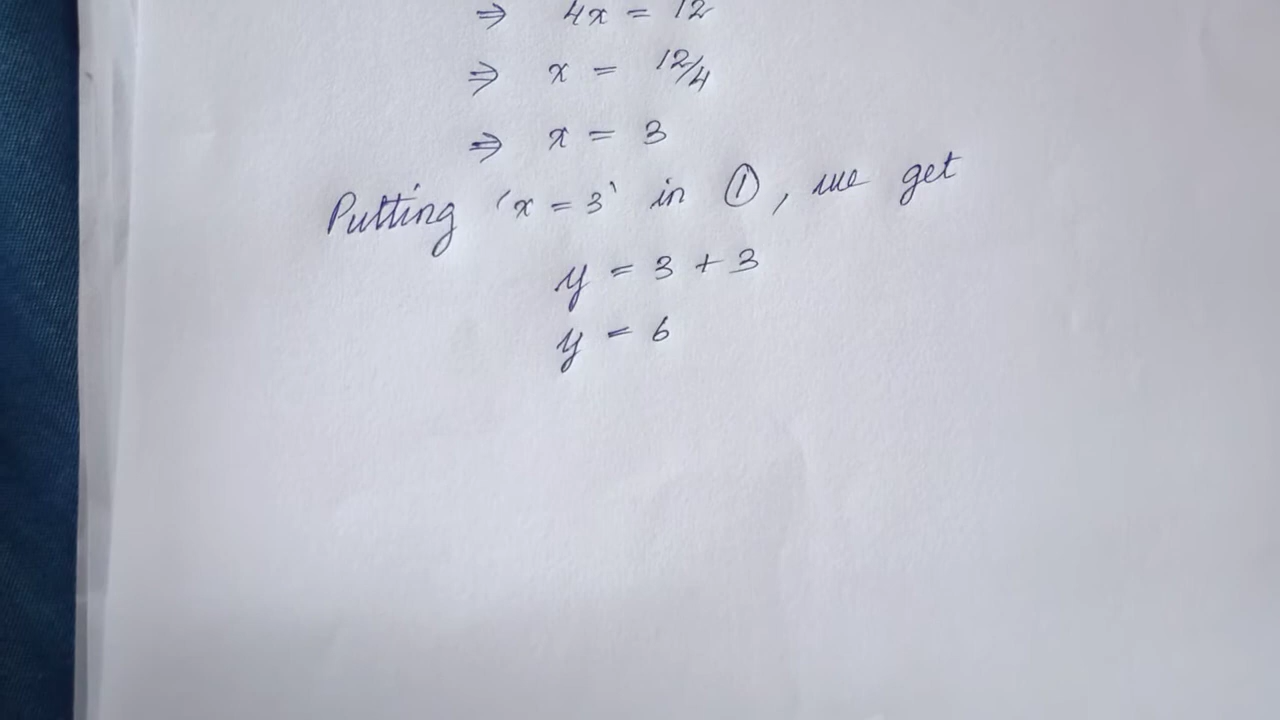 ⇒ 4x = 12
⇒ x = 12/4
⇒ x = 3
Putting 'x = 3' in ①, we get
y = 3 + 3
y = 6